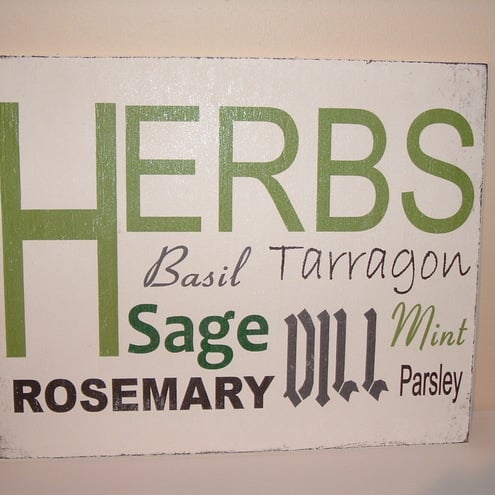 HERBS
Basil Tarragon
Sage DILL Mint
ROSEMARY Parsley